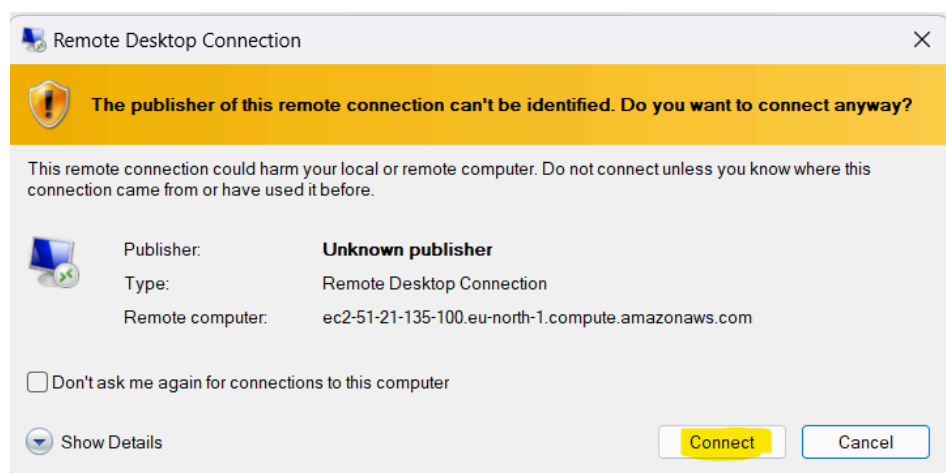 Remote Desktop Connection
The publisher of this remote connection can't be identified. Do you want to connect anyway?
This remote connection could harm your local or remote computer. Do not connect unless you know where this
connection came from or have used it before.
Publisher: Unknown publisher
Type: Remote Desktop Connection
Remote computer: ec2-51-21-135-100.eu-north-1.compute.amazonaws.com
Don't ask me again for connections to this computer
Show Details Connect Cancel